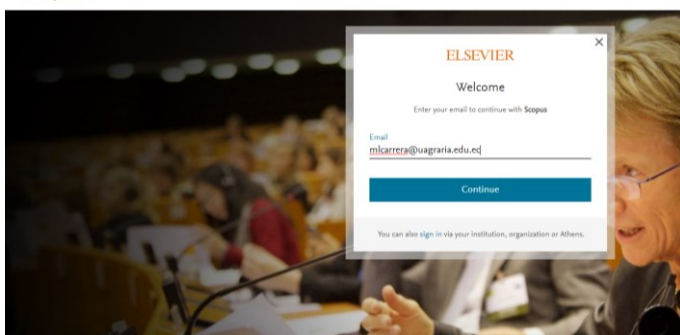 ELSEVIER
Welcome
Enter your email to continue with Scopus
Email
mlcarrera@uagraria.edu.ec
Continue
You can also sign in via your institution, organization or Athens.